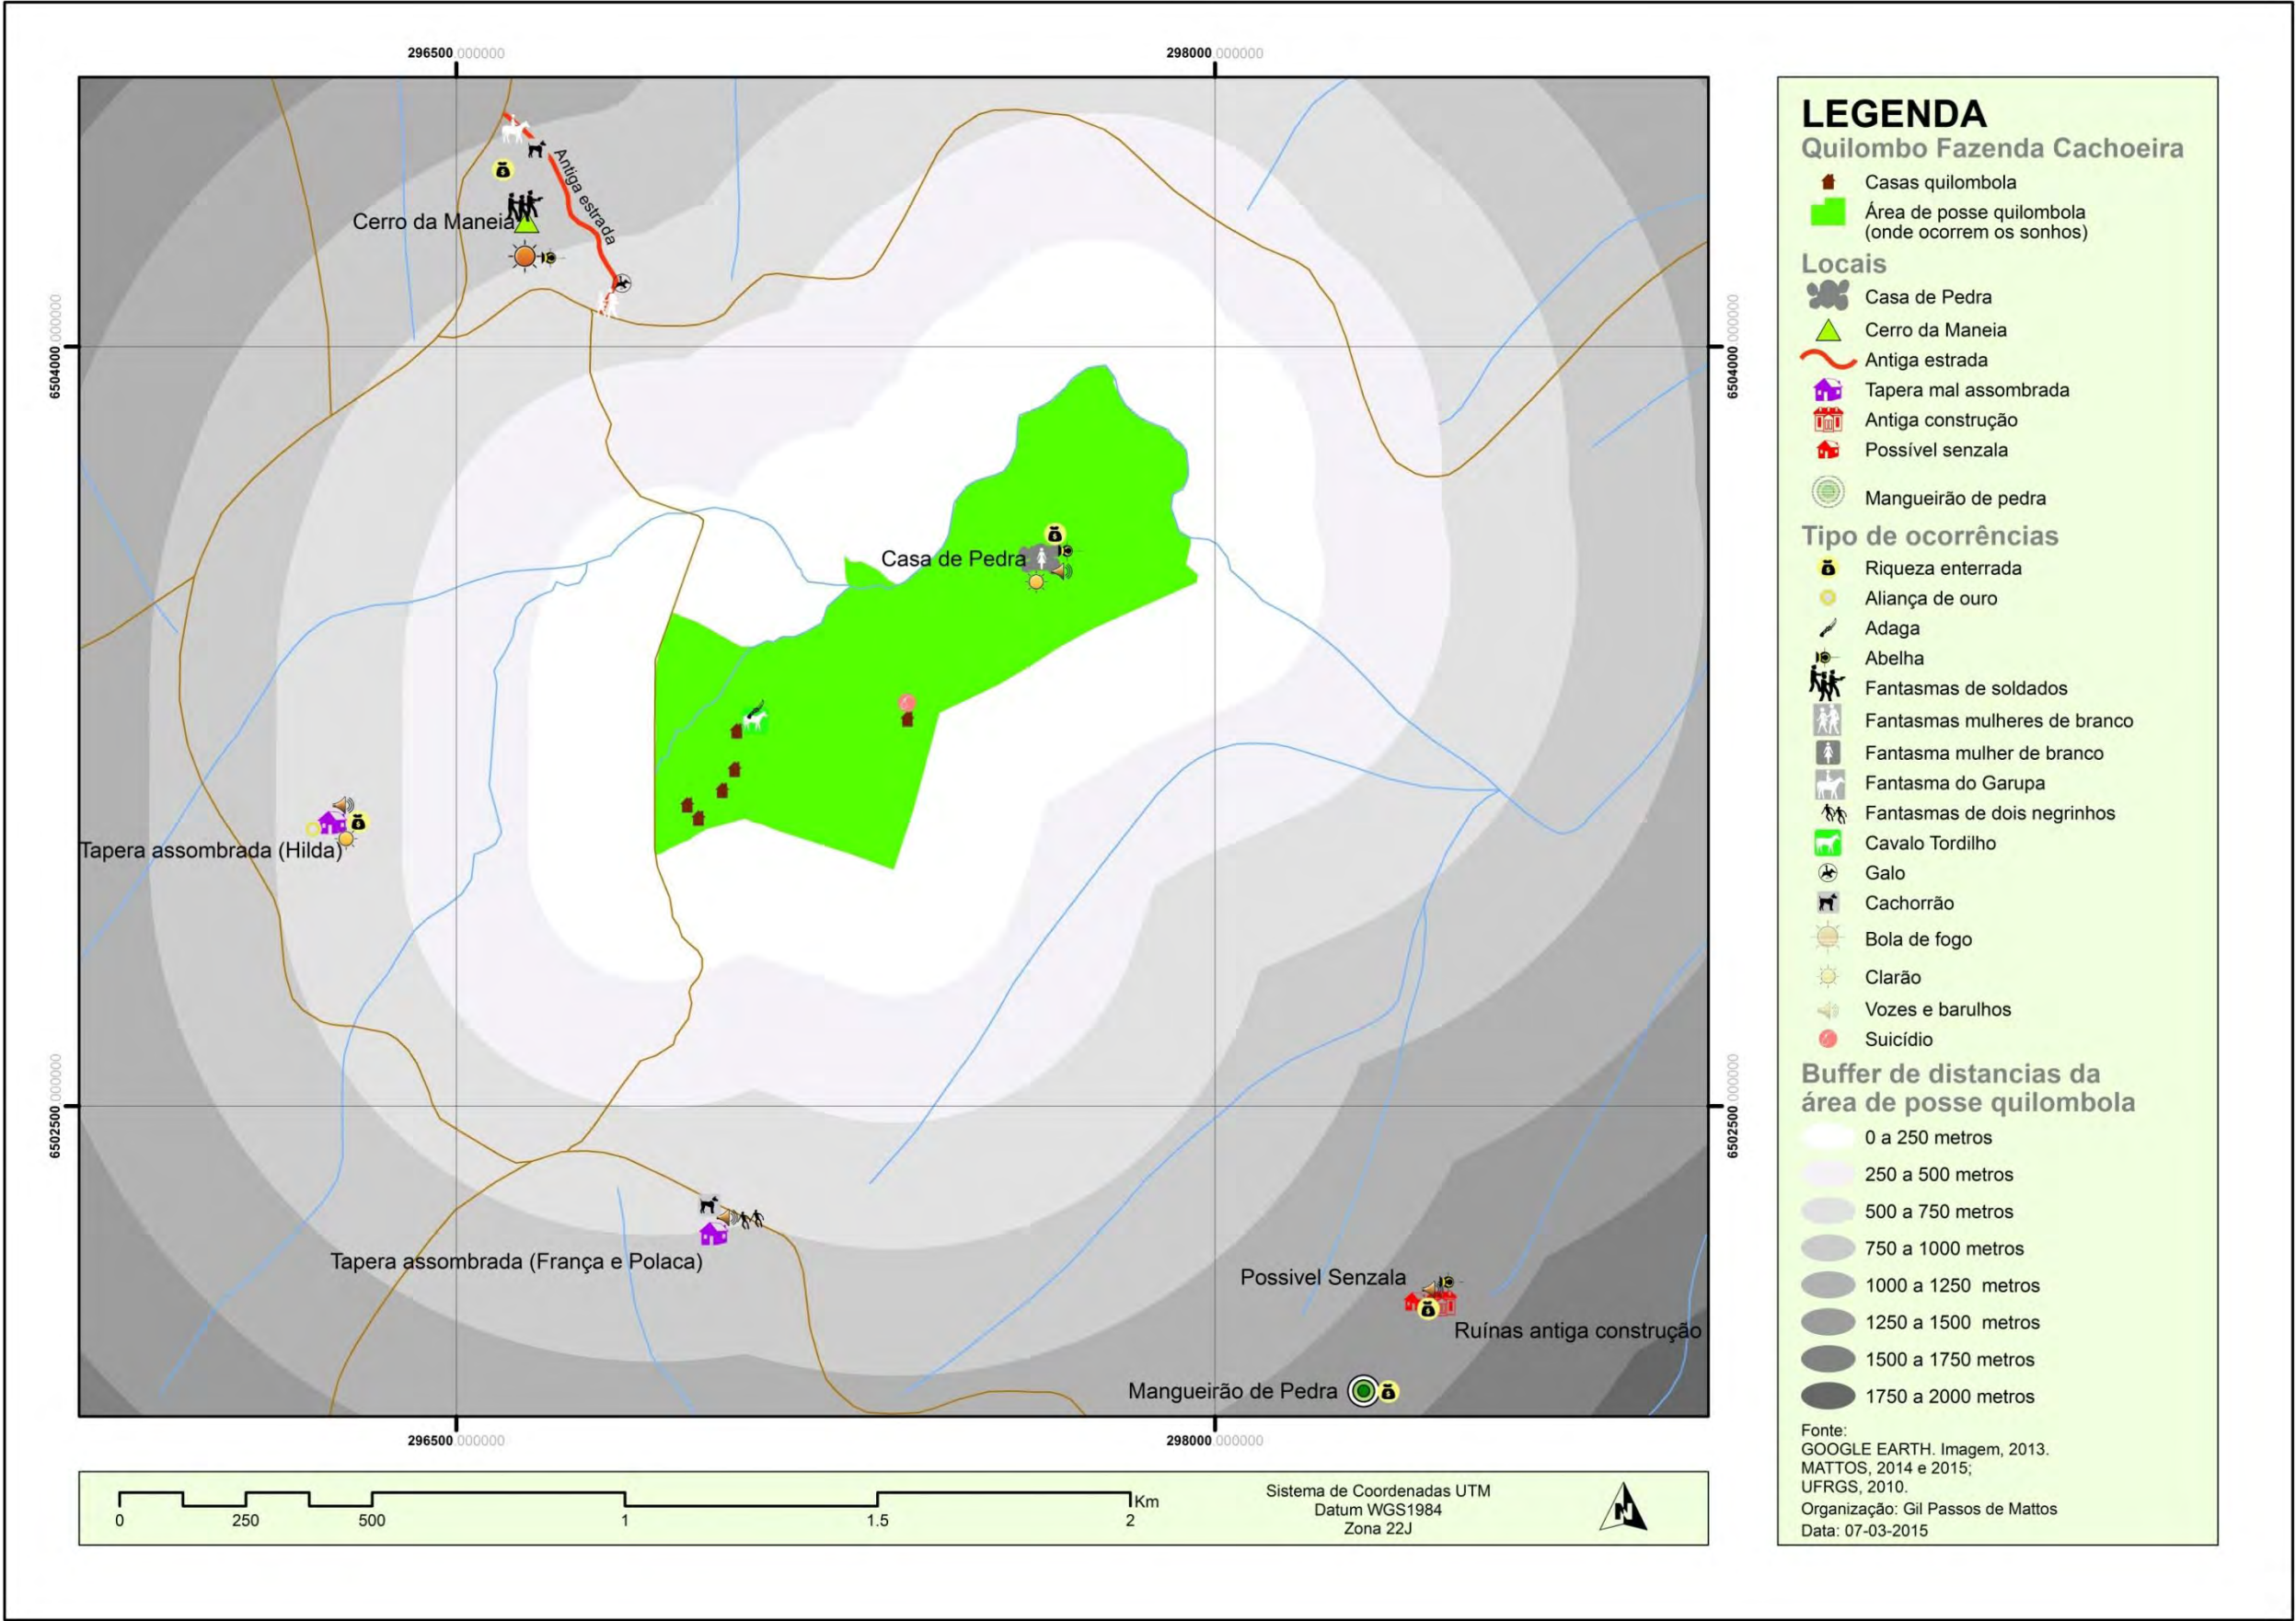 296500.000000
298000.000000
6504000.000000
6504000.000000
6502500.000000
6502500.000000
Antiga estrada
Cerro da Maneia
Casa de Pedra
Tapera assombrada (Hilda)
Tapera assombrada (França e Polaca)
Possivel Senzala
Ruínas antiga construção
Mangueirão de Pedra
296500.000000
298000.000000
0
250
500
1
1.5
2
Km
Sistema de Coordenadas UTM
Datum WGS1984
Zona 22J
N
LEGENDA
Quilombo Fazenda Cachoeira
Casas quilombola
Área de posse quilombola
(onde ocorrem os sonhos)
Locais
Casa de Pedra
Cerro da Maneia
Antiga estrada
Tapera mal assombrada
Antiga construção
Possível senzala
Mangueirão de pedra
Tipo de ocorrências
Riqueza enterrada
Aliança de ouro
Adaga
Abelha
Fantasmas de soldados
Fantasmas mulheres de branco
Fantasma mulher de branco
Fantasma do Garupa
Fantasmas de dois negrinhos
Cavalo Tordilho
Galo
Cachorrão
Bola de fogo
Clarão
Vozes e barulhos
Suicídio
Buffer de distancias da
área de posse quilombola
0 a 250 metros
250 a 500 metros
500 a 750 metros
750 a 1000 metros
1000 a 1250 metros
1250 a 1500 metros
1500 a 1750 metros
1750 a 2000 metros
Fonte:
GOOGLE EARTH. Imagem, 2013.
MATTOS, 2014 e 2015;
UFRGS, 2010.
Organização: Gil Passos de Mattos
Data: 07-03-2015